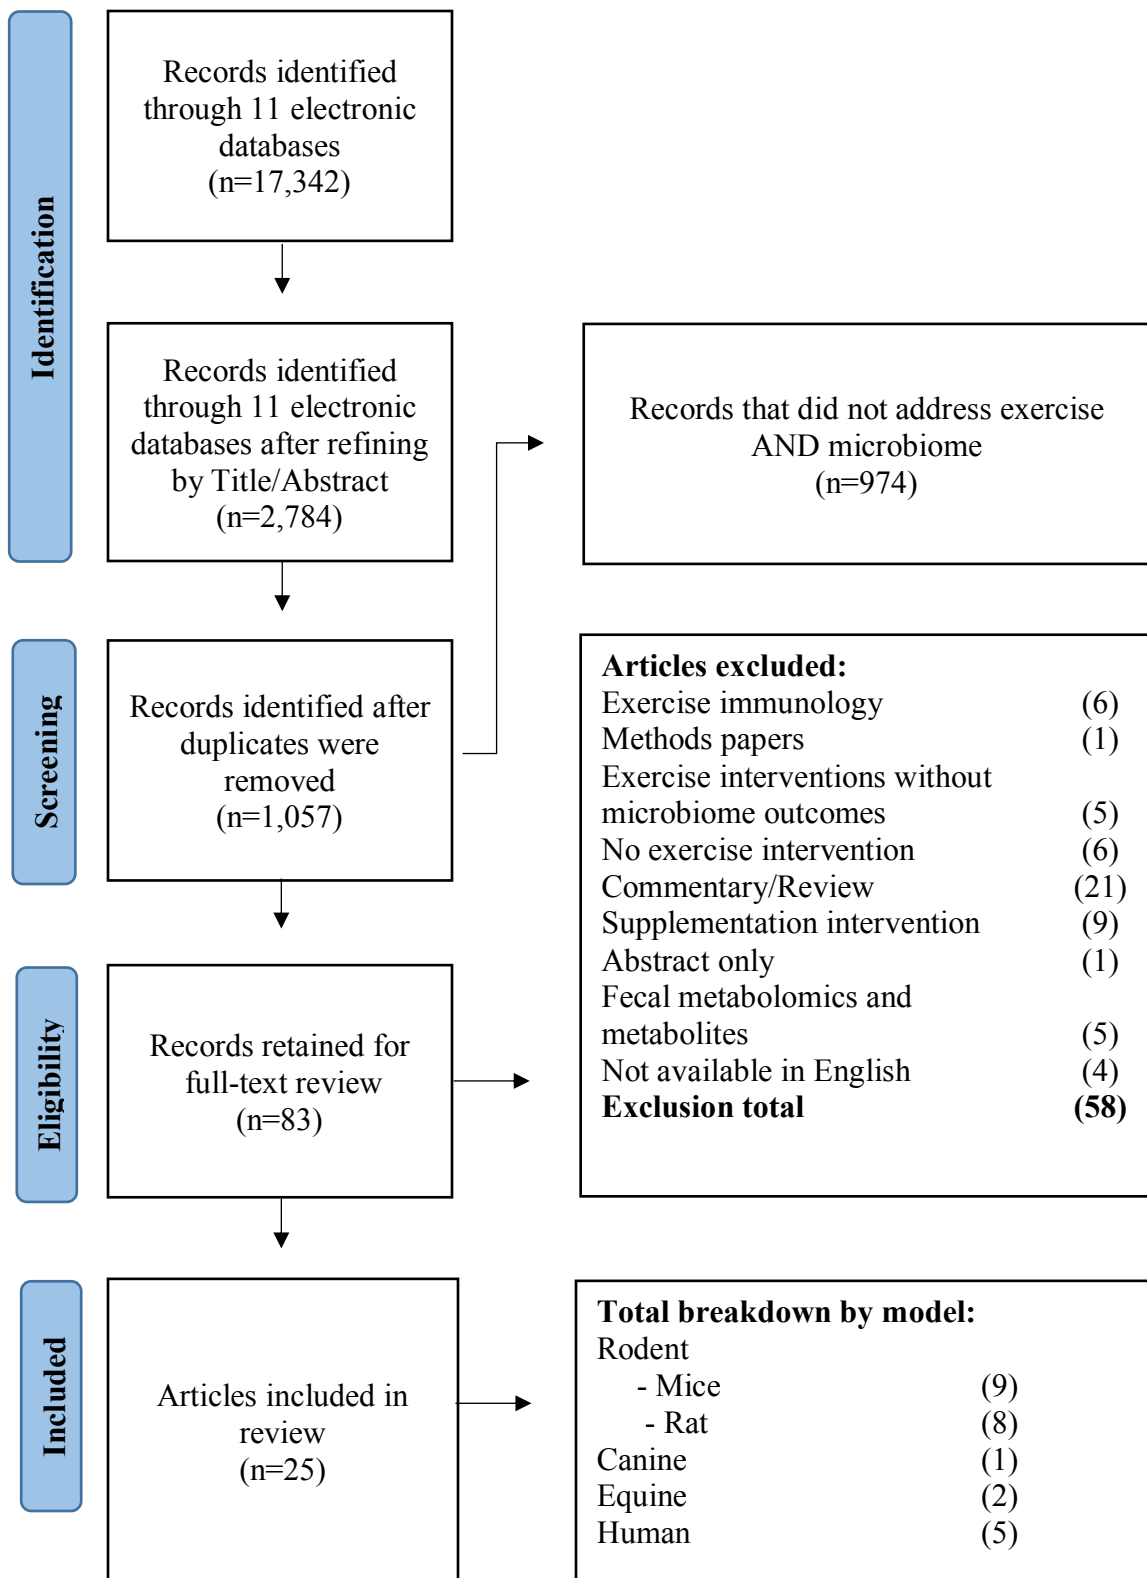 Identification
Records identified
through 11 electronic
databases
(n=17,342)
Records identified
through 11 electronic
databases after refining
by Title/Abstract
(n=2,784)
Records that did not address exercise
AND microbiome
(n=974)
Screening
Records identified after
duplicates were
removed
(n=1,057)
Articles excluded:
Exercise immunology (6)
Methods papers (1)
Exercise interventions without
microbiome outcomes (5)
No exercise intervention (6)
Commentary/Review (21)
Supplementation intervention (9)
Abstract only (1)
Fecal metabolomics and
metabolites (5)
Not available in English (4)
Exclusion total (58)
Eligibility
Records retained for
full-text review
(n=83)
Included
Articles included in
review
(n=25)
Total breakdown by model:
Rodent
- Mice (9)
- Rat (8)
Canine (1)
Equine (2)
Human (5)